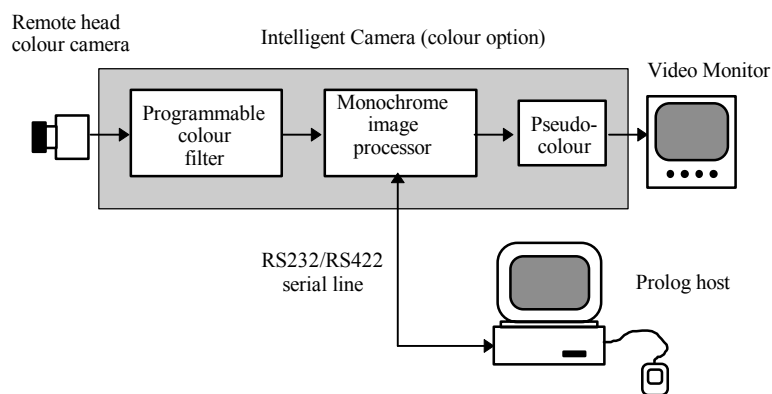 Remote head
colour camera
Intelligent Camera (colour option)
Video Monitor
Programmable
colour
filter
Monochrome
image
processor
Pseudo-
colour
RS232/RS422
serial line
Prolog host